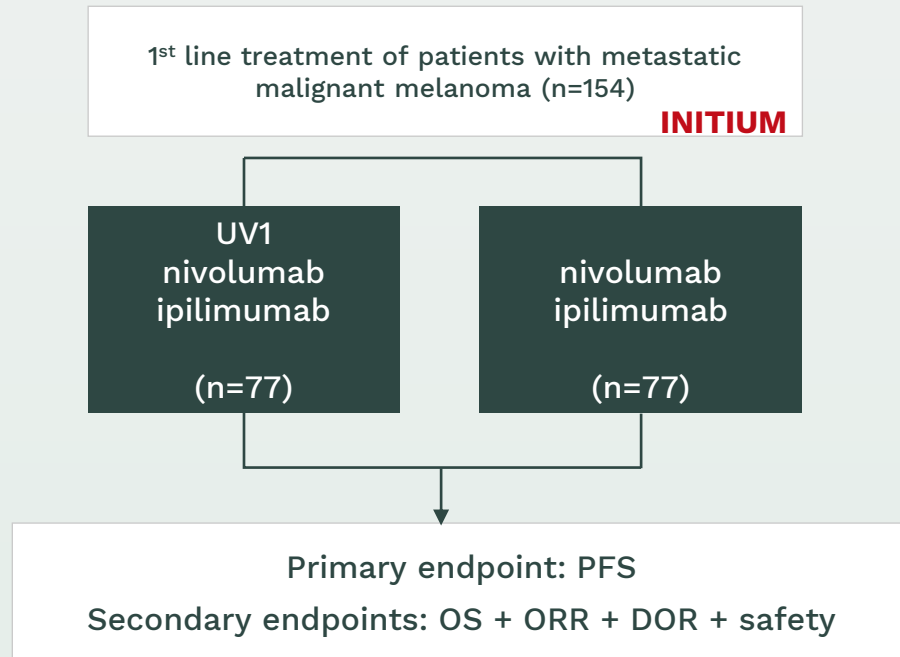 1st line treatment of patients with metastatic
malignant melanoma (n=154)
INITIUM
UV1
nivolumab
ipilimumab
(n=77)
nivolumab
ipilimumab
(n=77)
Primary endpoint: PFS
Secondary endpoints: OS + ORR + DOR + safety